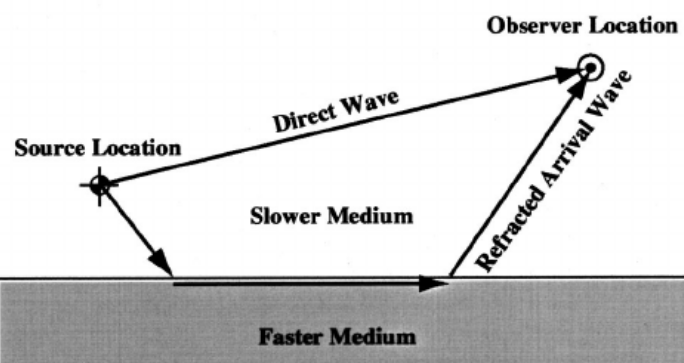 Observer Location
Direct Wave
Source Location
Refracted Arrival Wave
Slower Medium
Faster Medium